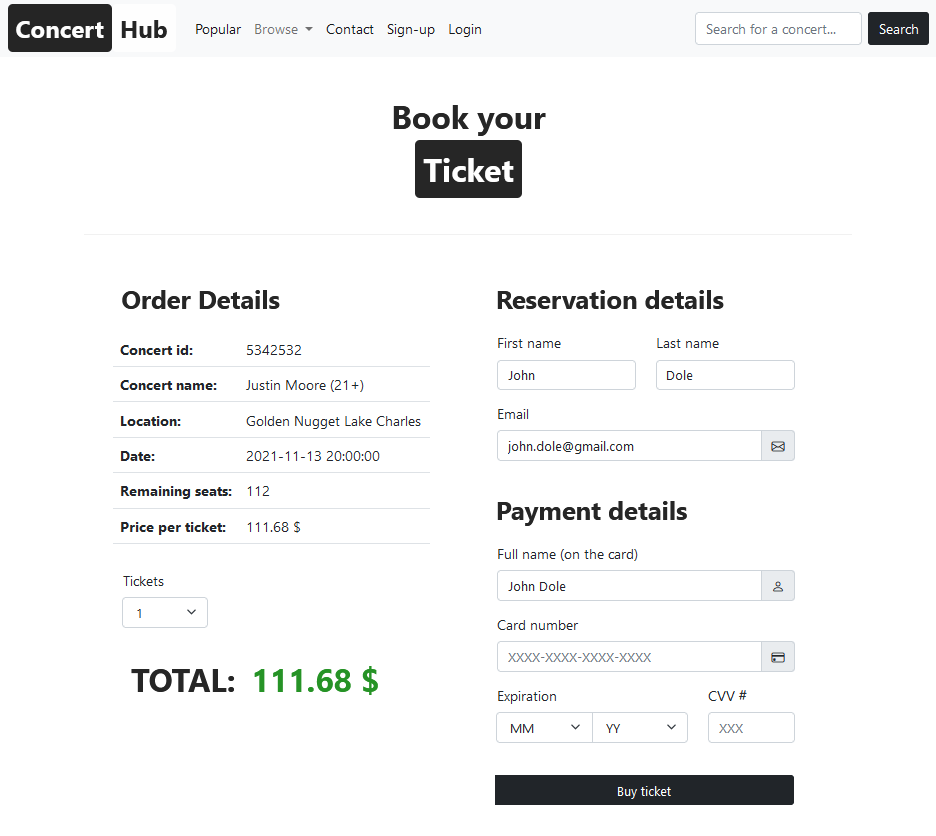 Concert Hub Popular Browse Contact Sign-up Login Search for a concert... Search
Book your
Ticket
Order Details
Concert id: 5342532
Concert name: Justin Moore (21+)
Location: Golden Nugget Lake Charles
Date: 2021-11-13 20:00:00
Remaining seats: 112
Price per ticket: 111.68 $
Tickets
1
TOTAL: 111.68 $
Reservation details
First name Last name
John Dole
Email
john.dole@gmail.com
Payment details
Full name (on the card)
John Dole
Card number
XXXX-XXXX-XXXX-XXXX
Expiration CVV #
MM YY XXX
Buy ticket